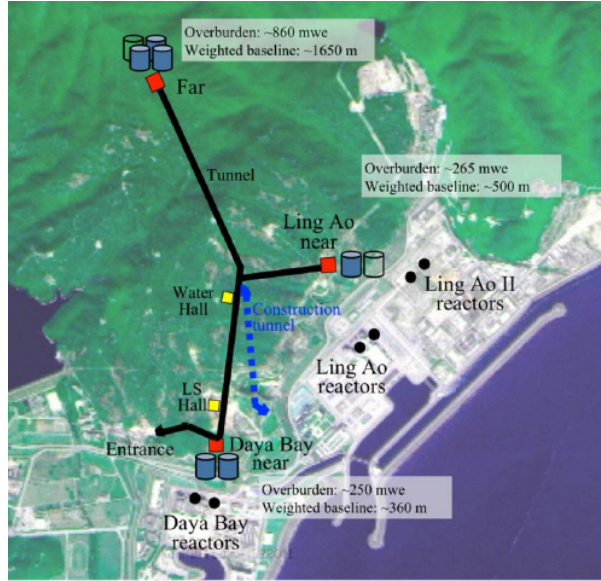 Overburden: ~860 mwe
Weighted baseline: ~1650 m
Far
Tunnel
Overburden: ~265 mwe
Weighted baseline: ~500 m
Ling Ao
near
Ling Ao II
reactors
Water
Hall
Construction
tunnel
Ling Ao
reactors
LS
Hall
Entrance
Daya Bay
near
Overburden: ~250 mwe
Weighted baseline: ~360 m
Daya Bay
reactors